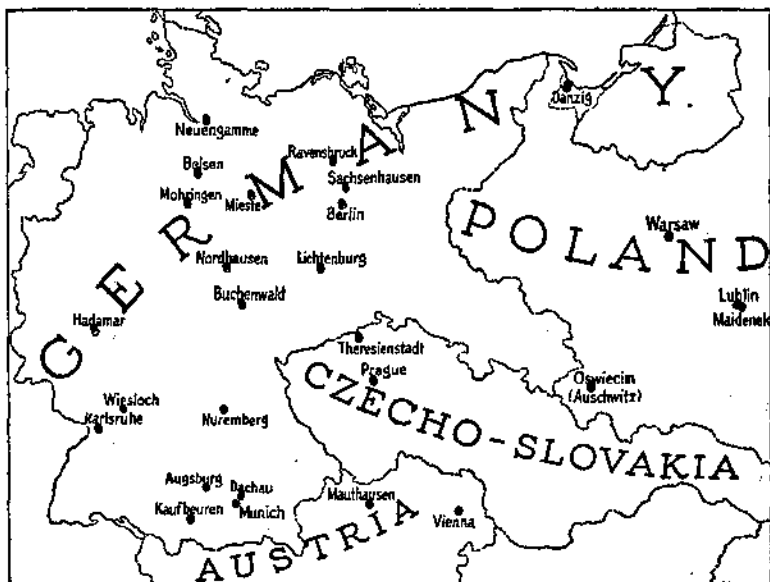 GERMANY
Danzig
Neuengamme
Ravensbruck
Belsen
Sachsenhausen
Mohringen
Mieste
Berlin
POLAND
Warsaw
Nordhausen
Lichtenburg
Buchenwald
Lublin
Maidenek
Hadamar
Theresienstadt
Prague
Oswiecim
(Auschwitz)
CZECHO-SLOVAKIA
Wiesloch
Karlsruhe
Nuremberg
Augsburg
Dachau
Kaufbeuren
Munich
Mauthausen
Vienna
AUSTRIA